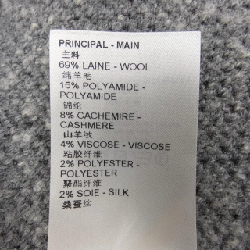 PRINCIPAL - MAIN
主料
69% LAINE - WOOL
绵羊毛
15% POLYAMIDE -
POLYAMIDE
锦纶
8% CACHEMIRE -
CASHMERE
山羊绒
4% VISCOSE - VISCOSE
粘胶纤维
2% POLYESTER -
POLYESTER
聚酯纤维
2% SOIE - SILK
桑蚕丝